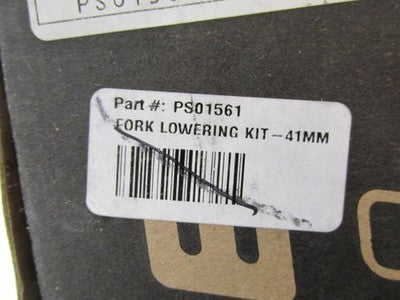 Part #: PS01561
FORK LOWERING KIT-41MM